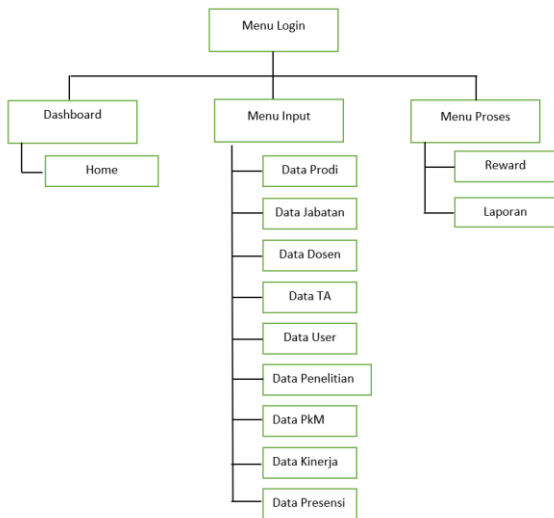 Menu Login
Dashboard
Menu Input
Menu Proses
Home
Data Prodi
Data Jabatan
Data Dosen
Data TA
Data User
Data Penelitian
Data PkM
Data Kinerja
Data Presensi
Reward
Laporan